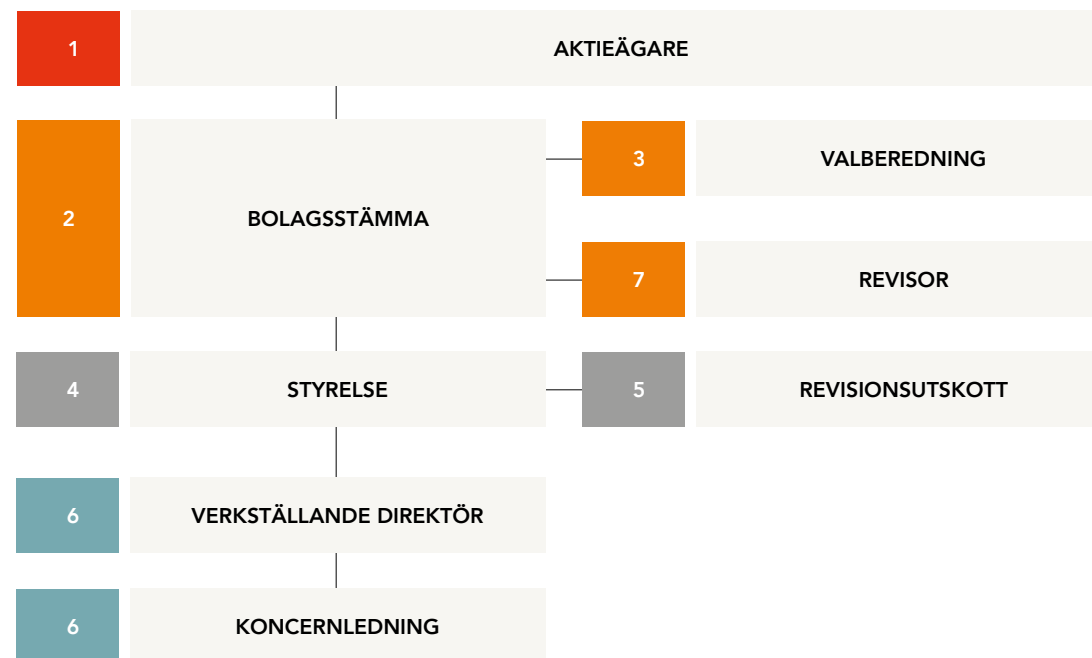 1 AKTIEÄGARE
2 BOLAGSSTÄMMA
3 VALBEREDNING
7 REVISOR
4 STYRELSE
5 REVISIONSUTSKOTT
6 VERKSTÄLLANDE DIREKTÖR
6 KONCERNLEDNING